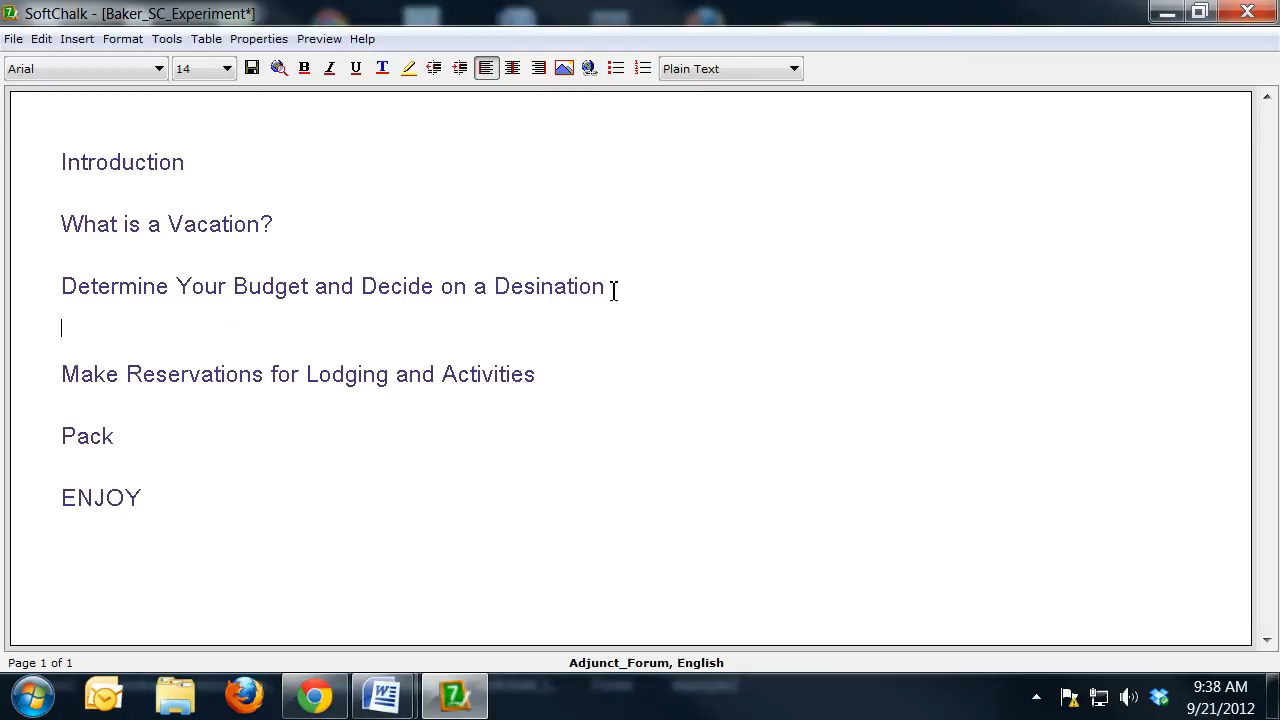 SoftChalk - [Baker_SC_Experiment*]
File Edit Insert Format Tools Table Properties Preview Help
Arial 14 B I U T Plain Text
Introduction
What is a Vacation?
Determine Your Budget and Decide on a Desination
Make Reservations for Lodging and Activities
Pack
ENJOY
Page 1 of 1 Adjunct_Forum, English
9:38 AM
9/21/2012